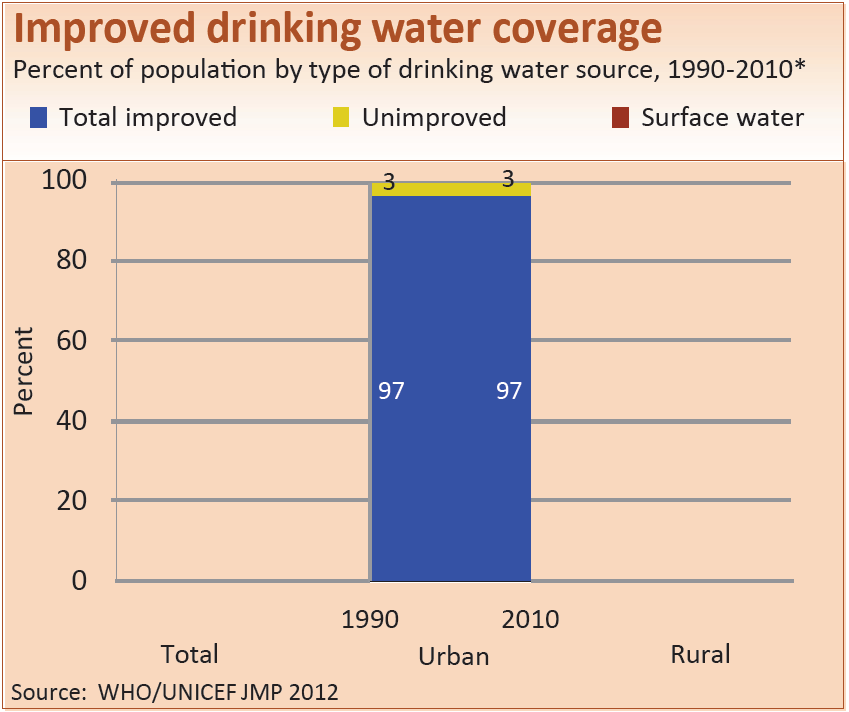 Improved drinking water coverage
Percent of population by type of drinking water source, 1990-2010*
Total improved Unimproved Surface water
100
3 3
80
60
97 97
40
20
0
Percent
1990 2010
Total Urban Rural
Source: WHO/UNICEF JMP 2012